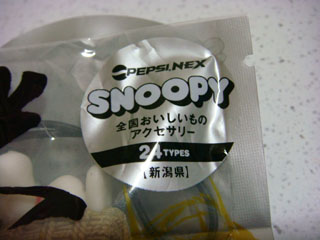 PEPSI NEX
SNOOPY
全国おいしいもの
アクセサリー
24 TYPES
【新潟県】